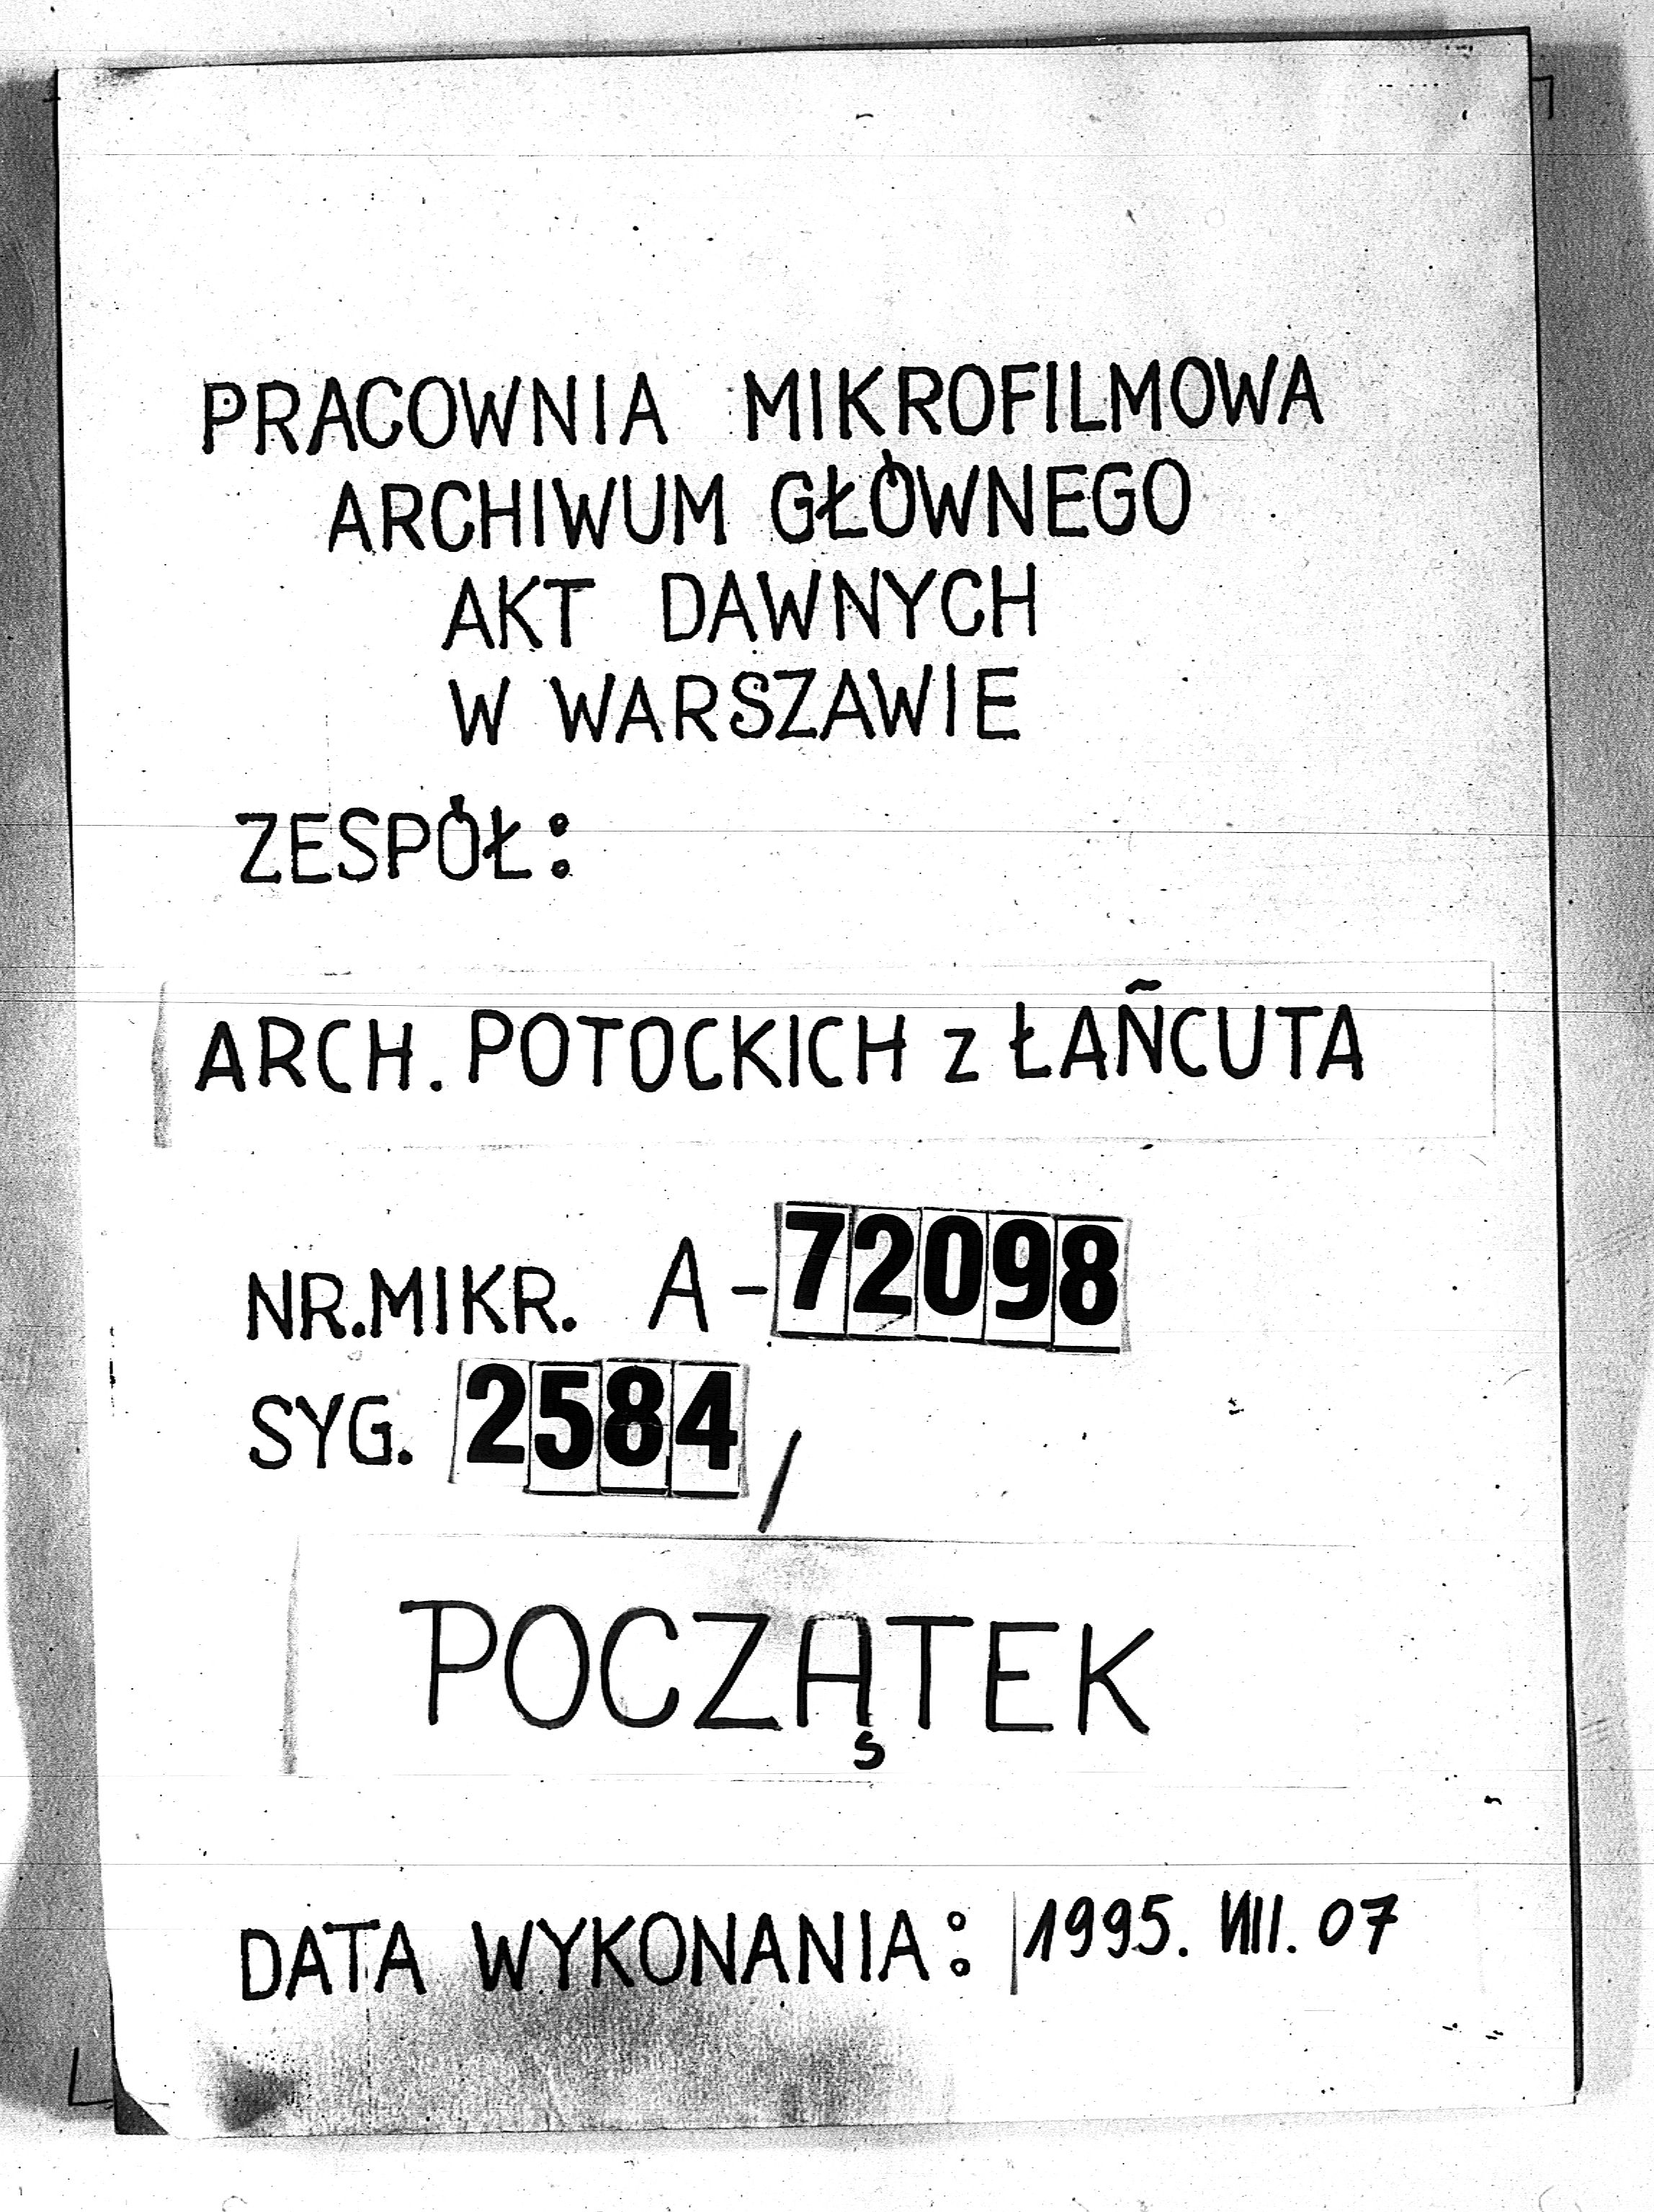 PRACOWNIA MIKROFILMOWA
ARCHIWUM GŁÓWNEGO
AKT DAWNYCH
W WARSZAWIE
ZESPÓŁ:
ARCH. POTOCKICH z ŁAŃCUTA
NR.MIKR. A-72098
SYG. 2584/
POCZĄTEK
DATA WYKONANIA: 1995. VIII. 07